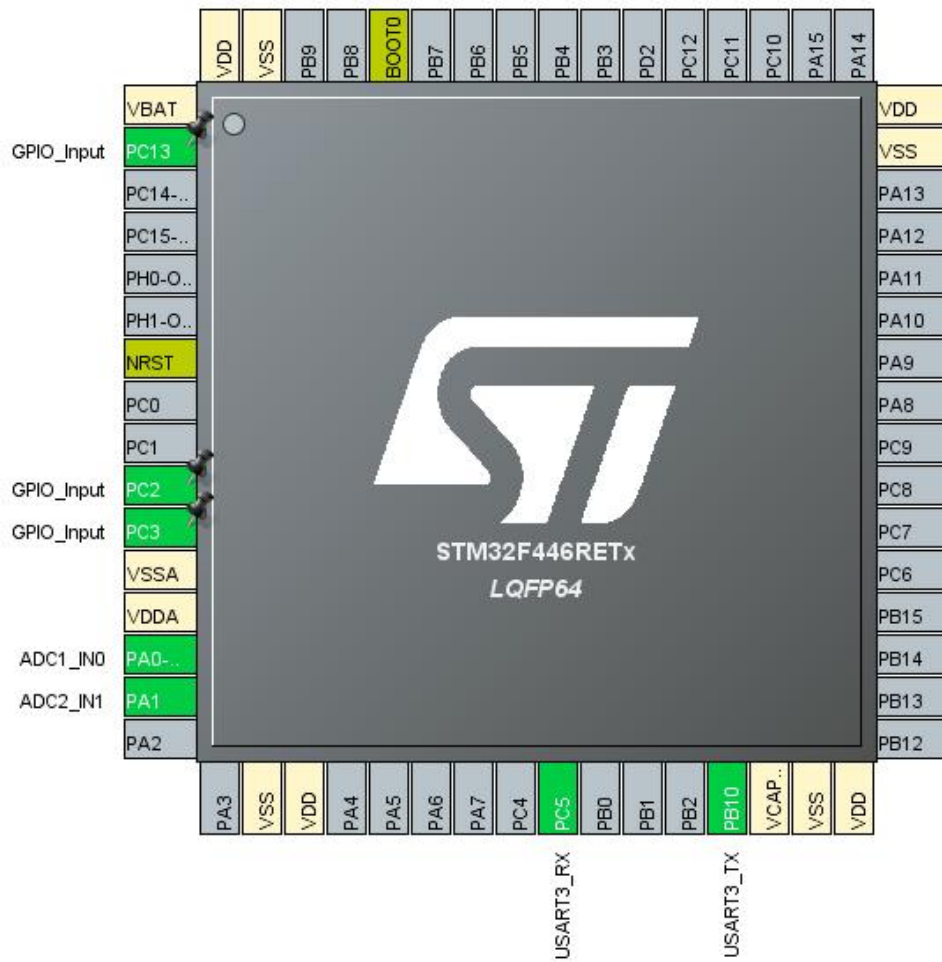 VDD
VSS
PB9
PB8
BOOT0
PB7
PB6
PB5
PB4
PB3
PD2
PC12
PC11
PC10
PA15
PA14
VBAT
GPIO_Input PC13
PC14-..
PC15-..
PH0-O..
PH1-O..
NRST
PC0
PC1
GPIO_Input PC2
GPIO_Input PC3
VSSA
VDDA
ADC1_IN0 PA0-..
ADC2_IN1 PA1
PA2
STM32F446RETx
LQFP64
VDD
VSS
PA13
PA12
PA11
PA10
PA9
PA8
PC9
PC8
PC7
PC6
PB15
PB14
PB13
PB12
PA3
VSS
VDD
PA4
PA5
PA6
PA7
PC4
PC5
PB0
PB1
PB2
PB10
VCAP..
VSS
VDD
USART3_RX
USART3_TX